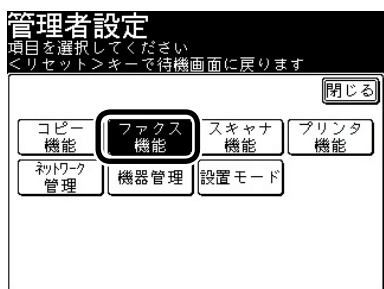 管理者設定
項目を選択してください
<リセット>キーで待機画面に戻ります
閉じる
コピー
機能
ファクス
機能
スキャナ
機能
プリンタ
機能
ネットワーク
管理
機器管理
設置モード